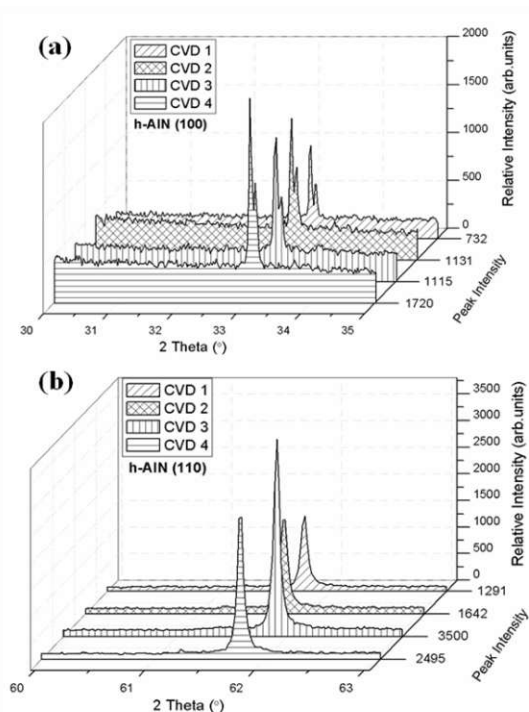 (a)
CVD 1
CVD 2
CVD 3
CVD 4
h-AlN (100)
2000
1500
1000
500
0
Relative Intensity (arb.units)
732
1131
1115
1720
Peak Intensity
30
31
32
33
34
35
2 Theta (°)
(b)
CVD 1
CVD 2
CVD 3
CVD 4
h-AlN (110)
3500
3000
2500
2000
1500
1000
500
0
Relative Intensity (arb.units)
1291
1642
3500
2495
Peak Intensity
60
61
62
63
2 Theta (°)